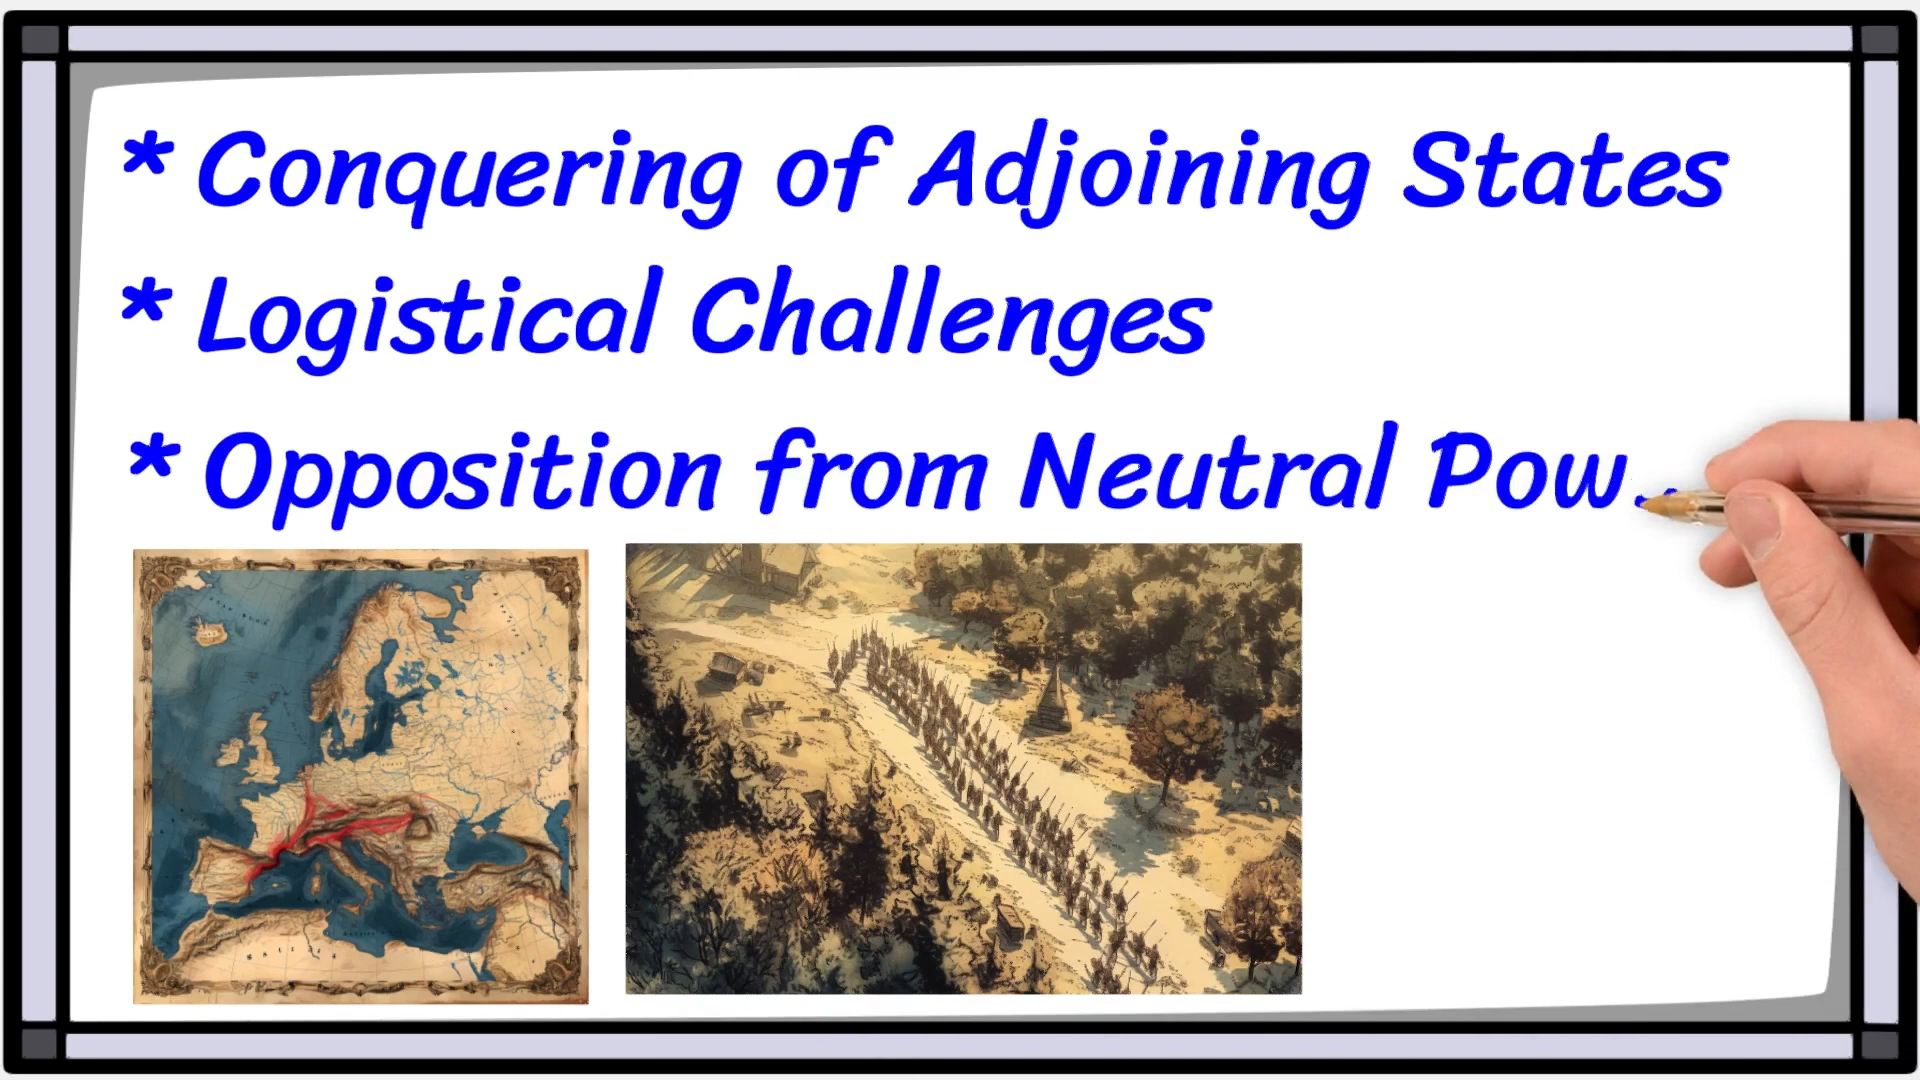 * Conquering of Adjoining States
* Logistical Challenges
* Opposition from Neutral Pow